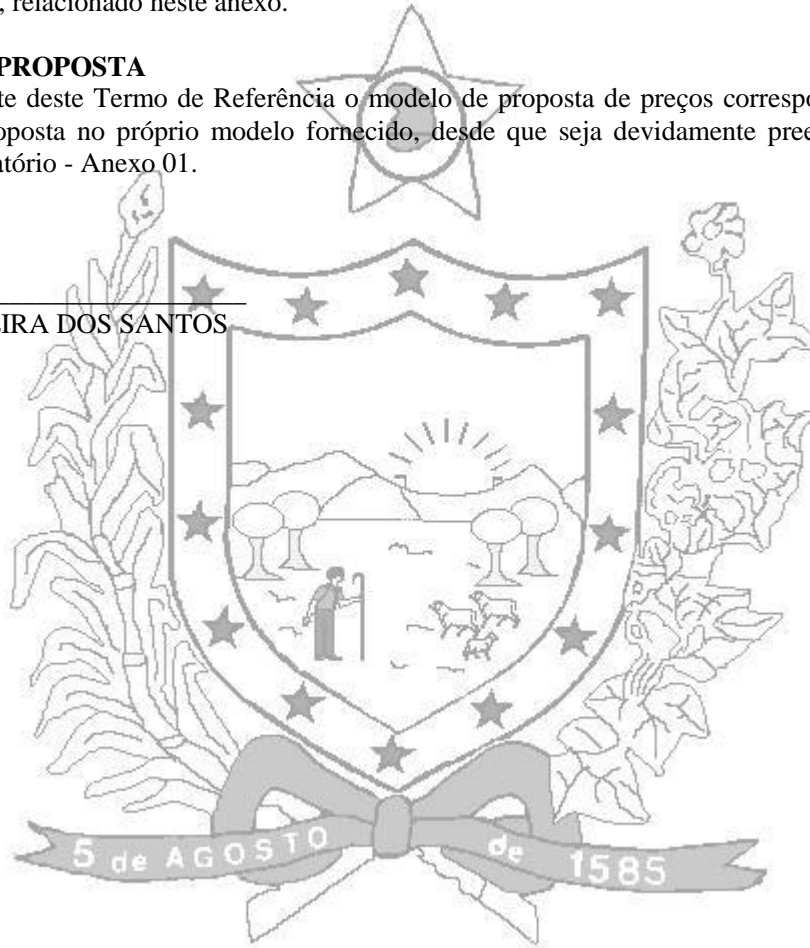 , relacionado neste anexo.
PROPOSTA
te deste Termo de Referência o modelo de proposta de preços correspo
oposta no próprio modelo fornecido, desde que seja devidamente pree
atório - Anexo 01.
EIRA DOS SANTOS
5 de AGOSTO de 1585